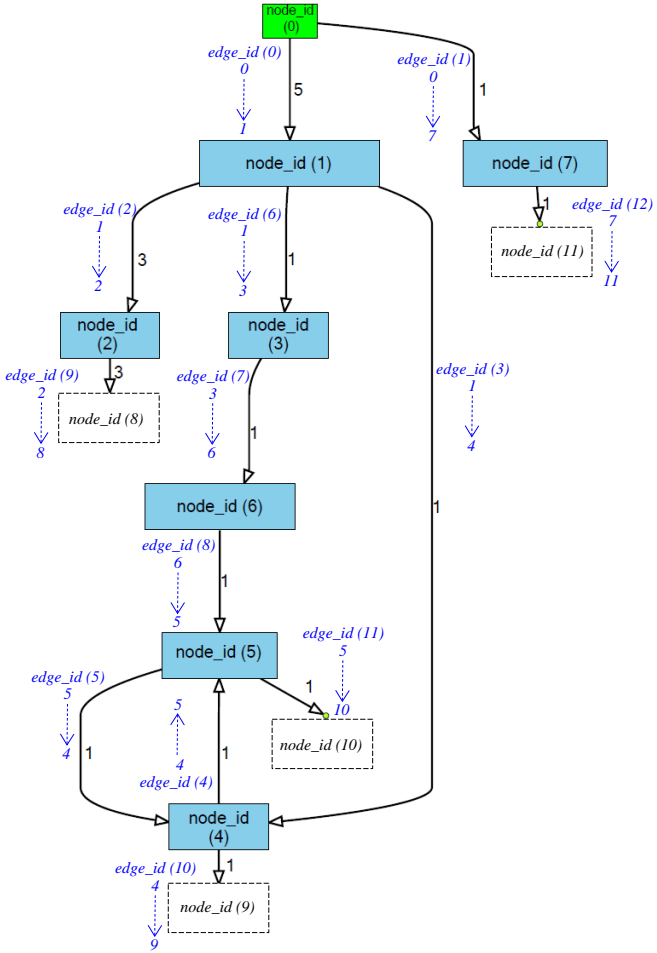 node_id
(0)
edge_id (0)
0
1
5
edge_id (1)
0
7
1
node_id (1)
node_id (7)
edge_id (2)
1
2
3
edge_id (6)
1
3
1
1
edge_id (12)
7
11
node_id (11)
node_id
(2)
node_id
(3)
edge_id (9)
2
8
3
node_id (8)
edge_id (7)
3
6
1
edge_id (3)
1
4
1
node_id (6)
edge_id (8)
6
5
1
node_id (5)
edge_id (11)
5
10
1
node_id (10)
edge_id (5)
5
4
1
5
4
edge_id (4)
1
node_id
(4)
edge_id (10)
4
9
1
node_id (9)